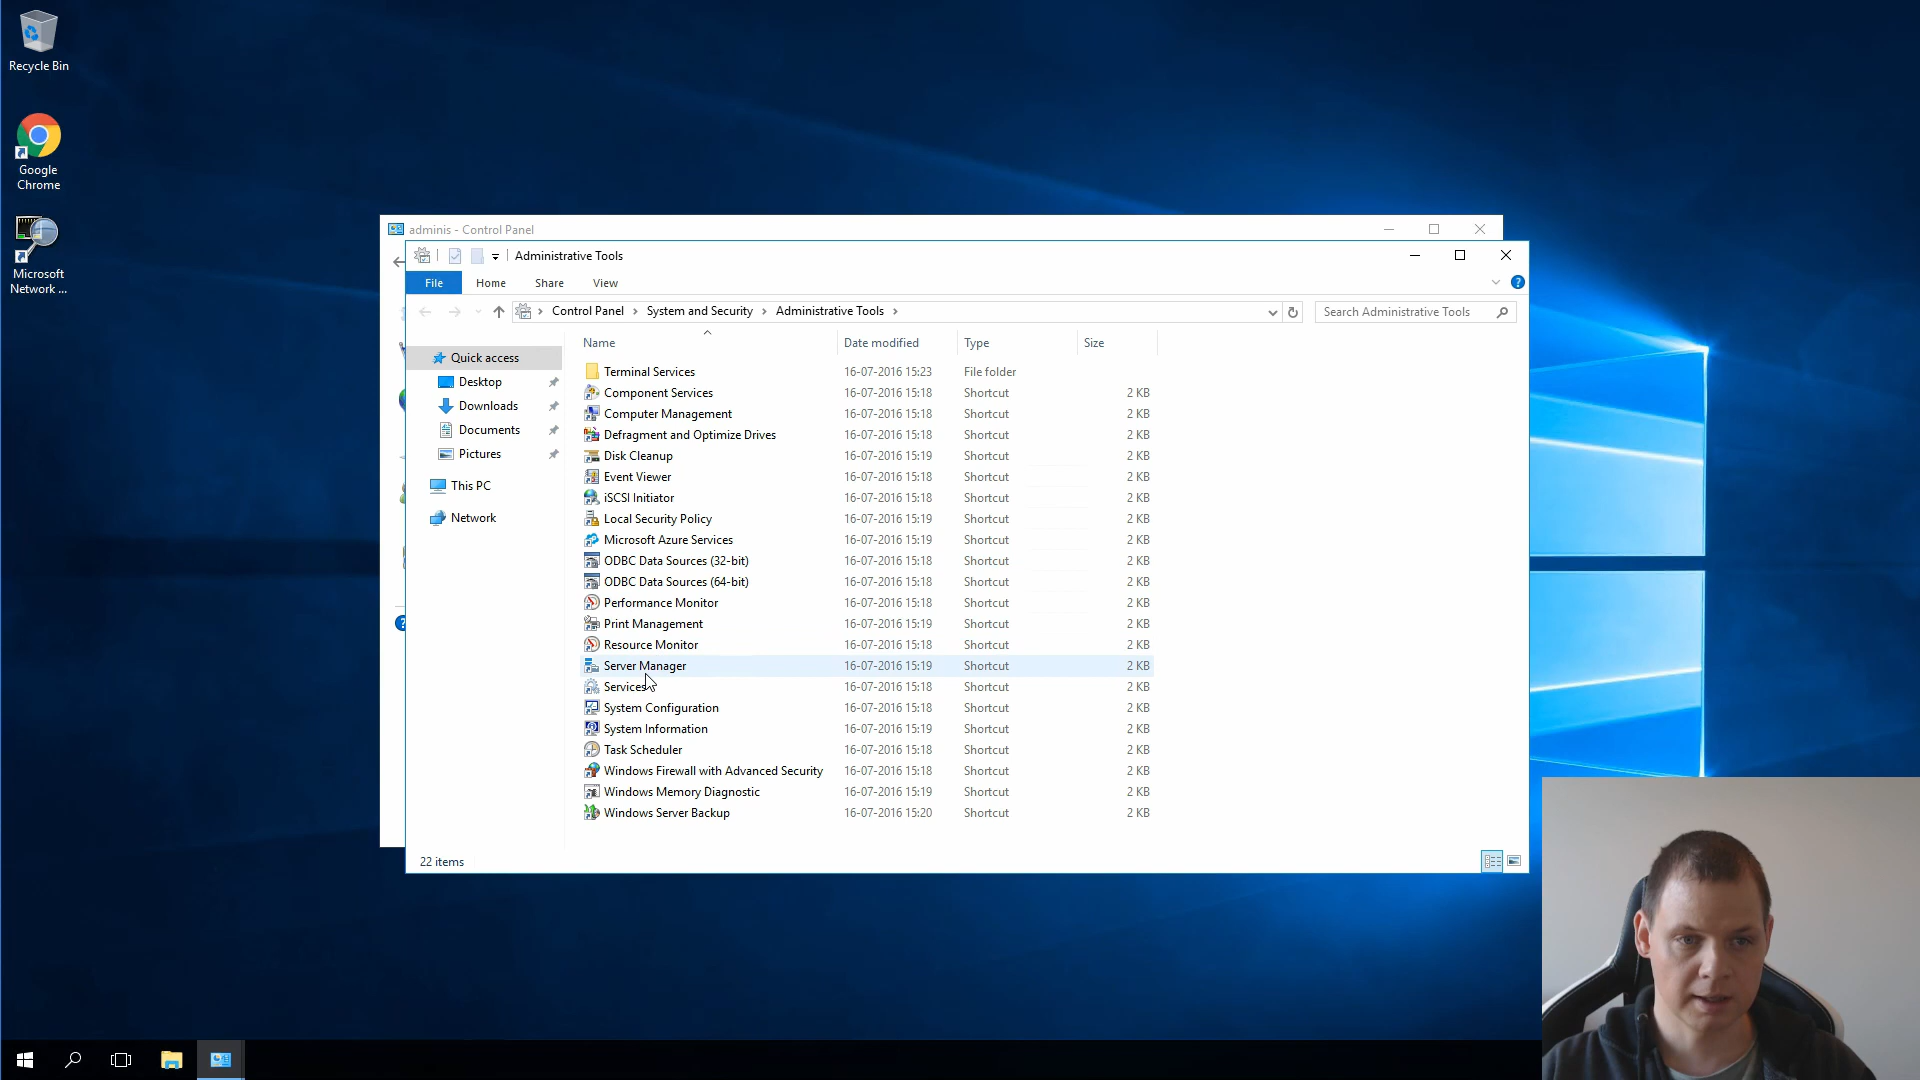 Recycle Bin
Google
Chrome
Microsoft
Network ...
adminis - Control Panel
Administrative Tools
File Home Share View
Control Panel System and Security Administrative Tools
Search Administrative Tools
Name Date modified Type Size
Quick access
Desktop
Downloads
Documents
Pictures
This PC
Network
Terminal Services 16-07-2016 15:23 File folder
Component Services 16-07-2016 15:18 Shortcut 2 KB
Computer Management 16-07-2016 15:18 Shortcut 2 KB
Defragment and Optimize Drives 16-07-2016 15:18 Shortcut 2 KB
Disk Cleanup 16-07-2016 15:19 Shortcut 2 KB
Event Viewer 16-07-2016 15:18 Shortcut 2 KB
iSCSI Initiator 16-07-2016 15:18 Shortcut 2 KB
Local Security Policy 16-07-2016 15:19 Shortcut 2 KB
Microsoft Azure Services 16-07-2016 15:19 Shortcut 2 KB
ODBC Data Sources (32-bit) 16-07-2016 15:18 Shortcut 2 KB
ODBC Data Sources (64-bit) 16-07-2016 15:18 Shortcut 2 KB
Performance Monitor 16-07-2016 15:18 Shortcut 2 KB
Print Management 16-07-2016 15:19 Shortcut 2 KB
Resource Monitor 16-07-2016 15:18 Shortcut 2 KB
Server Manager 16-07-2016 15:19 Shortcut 2 KB
Services 16-07-2016 15:18 Shortcut 2 KB
System Configuration 16-07-2016 15:18 Shortcut 2 KB
System Information 16-07-2016 15:19 Shortcut 2 KB
Task Scheduler 16-07-2016 15:18 Shortcut 2 KB
Windows Firewall with Advanced Security 16-07-2016 15:18 Shortcut 2 KB
Windows Memory Diagnostic 16-07-2016 15:19 Shortcut 2 KB
Windows Server Backup 16-07-2016 15:20 Shortcut 2 KB
22 items